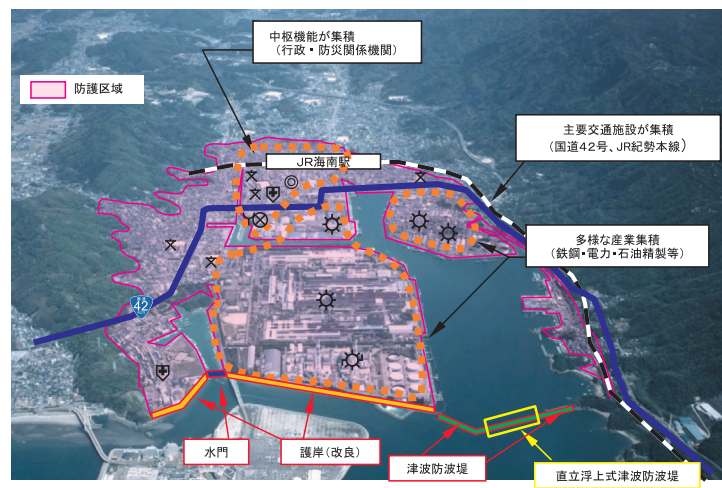 中枢機能が集積
(行政・防災関係機関)
防護区域
主要交通施設が集積
(国道42号、JR紀勢本線)
JR海南駅
多様な産業集積
(鉄鋼・電力・石油精製等)
42
水門
護岸(改良)
津波防波堤
直立浮上式津波防波堤